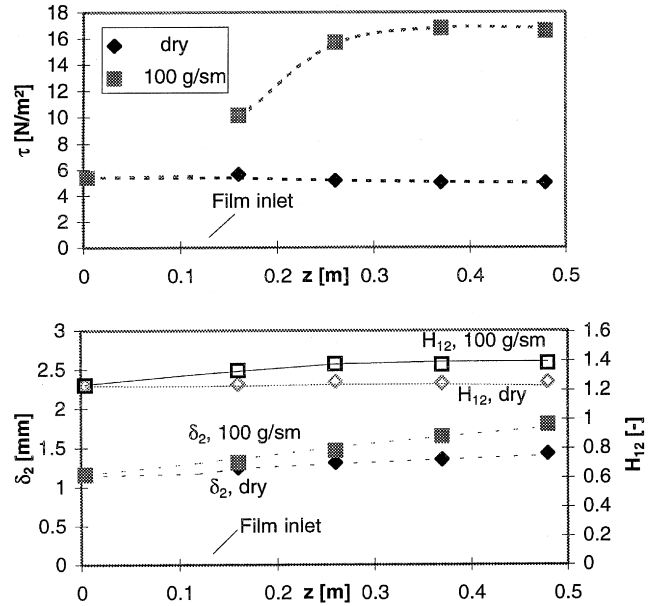 18
16
14
12
10
8
6
4
2
0
τ [N/m²]
dry
100 g/sm
Film inlet
0 0.1 0.2 0.3 0.4 0.5
z [m]
3
2.5
2
1.5
1
0.5
0
δ2 [mm]
H12, 100 g/sm
H12, dry
δ2, 100 g/sm
δ2, dry
Film inlet
1.6
1.4
1.2
1
0.8
0.6
0.4
0.2
0
H12 [-]
0 0.1 0.2 0.3 0.4 0.5
z [m]